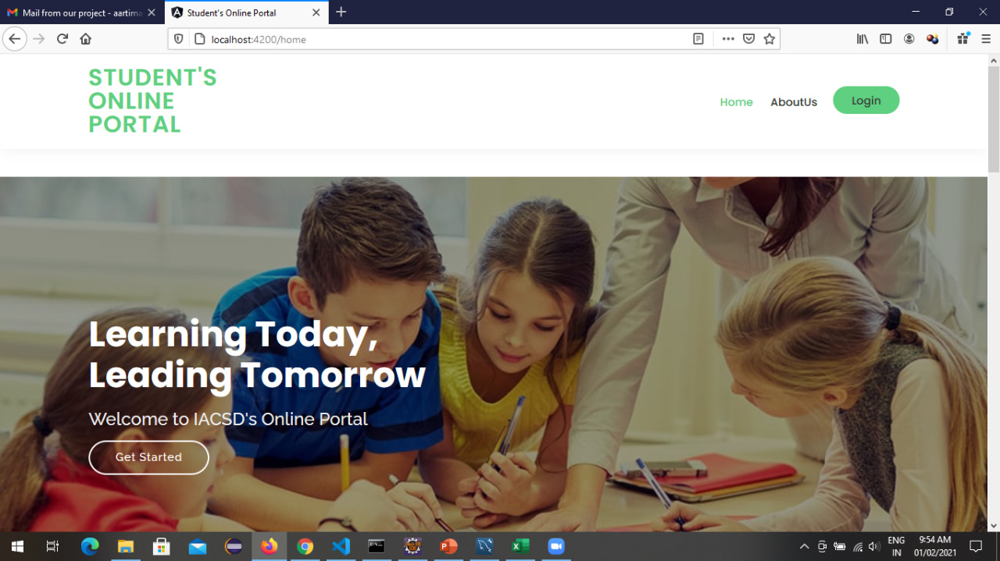 Mail from our project - aartima
Student's Online Portal
localhost:4200/home
STUDENT'S
ONLINE
PORTAL
Home
AboutUs
Login
Learning Today,
Leading Tomorrow
Welcome to IACSD's Online Portal
Get Started
ENG
IN
9:54 AM
01/02/2021